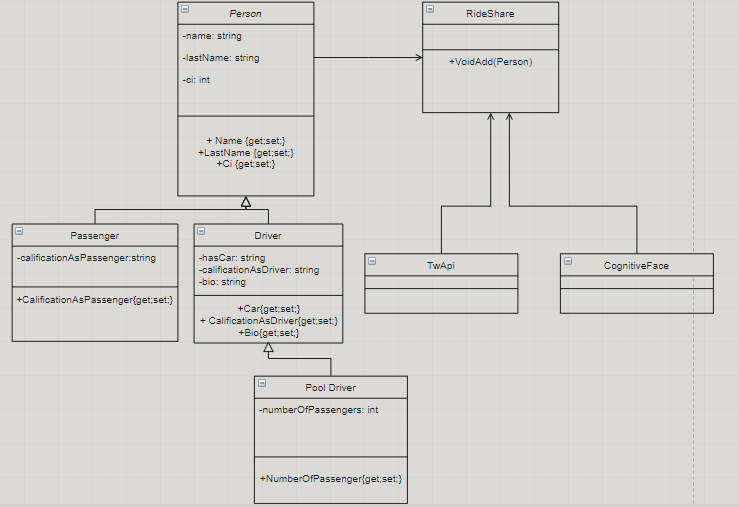 Person
-name: string
-lastName: string
-ci: int
+ Name {get;set;}
+LastName {get;set;}
+Ci {get;set;}
RideShare
+VoidAdd(Person)
Passenger
-calificationAsPassenger:string
+CalificationAsPassenger{get;set;}
Driver
-hasCar: string
-calificationAsDriver: string
-bio: string
+Car{get;set;}
+ CalificationAsDriver{get;set;}
+Bio{get;set;}
TwApi
CognitiveFace
Pool Driver
-numberOfPassengers: int
+NumberOfPassenger{get;set;}